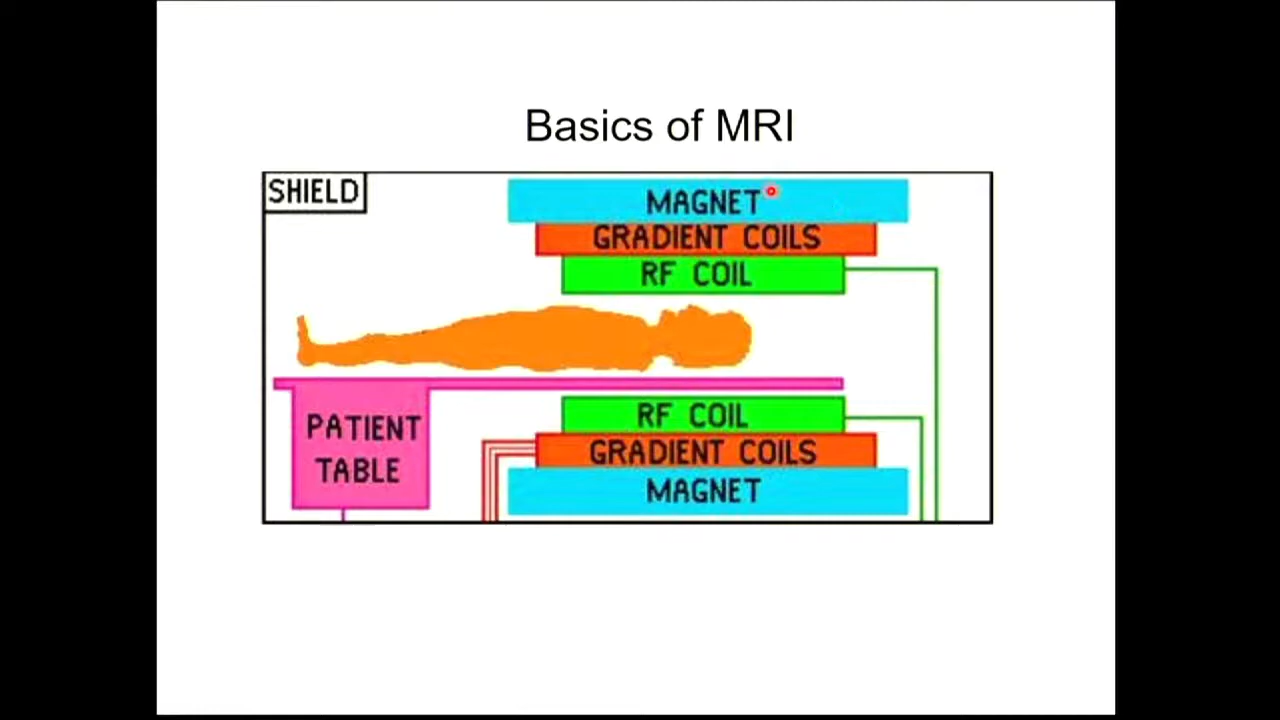 Basics of MRI
SHIELD
MAGNET
GRADIENT COILS
RF COIL
PATIENT
TABLE
RF COIL
GRADIENT COILS
MAGNET